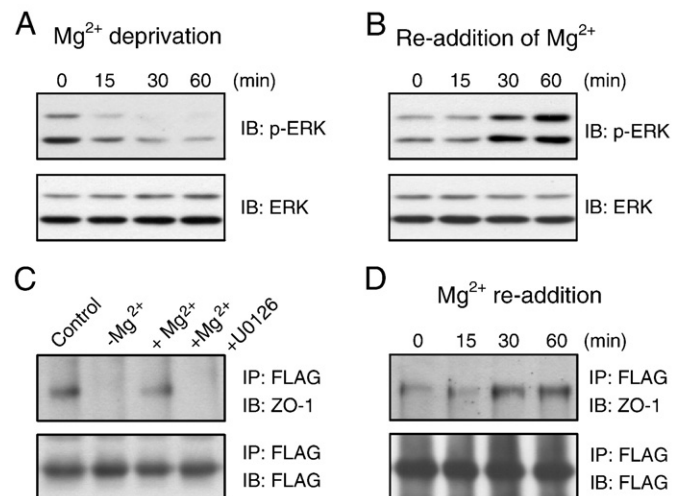 A Mg²⁺ deprivation
0 15 30 60 (min)
IB: p-ERK
IB: ERK
B Re-addition of Mg²⁺
0 15 30 60 (min)
IB: p-ERK
IB: ERK
C
Control
-Mg²⁺
+ Mg²⁺
+Mg²⁺
+U0126
IP: FLAG
IB: ZO-1
IP: FLAG
IB: FLAG
D Mg²⁺ re-addition
0 15 30 60 (min)
IP: FLAG
IB: ZO-1
IP: FLAG
IB: FLAG